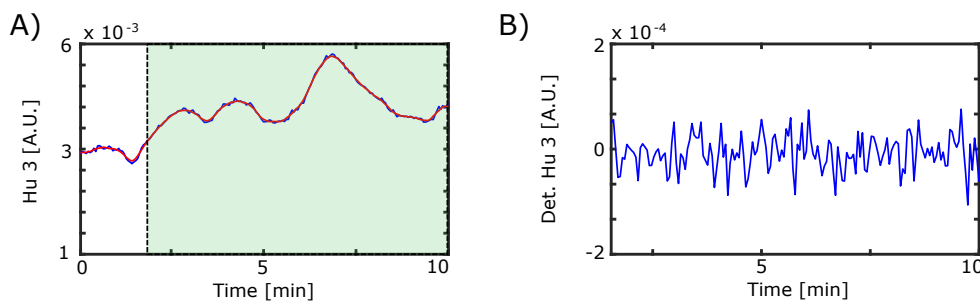 A)
x 10⁻³
6
3
1
Hu 3 [A.U.]
0
5
10
Time [min]
B)
x 10⁻⁴
2
0
-2
Det. Hu 3 [A.U.]
5
10
Time [min]